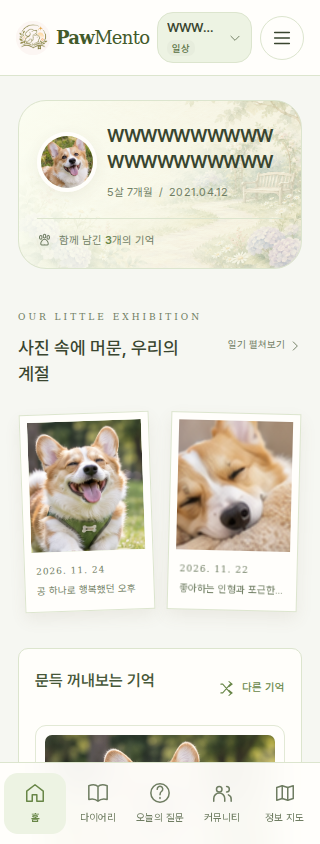 PawMento
WWW...
일상
WWWWWWWWWW
WWWWWWWWWW
5살 7개월 / 2021.04.12
함께 남긴 3개의 기억
OUR LITTLE EXHIBITION
사진 속에 머문, 우리의
계절
일기 펼쳐보기
2026. 11. 24
공 하나로 행복했던 오후
2026. 11. 22
좋아하는 인형과 포근한...
문득 꺼내보는 기억
다른 기억
홈
다이어리
오늘의 질문
커뮤니티
정보 지도